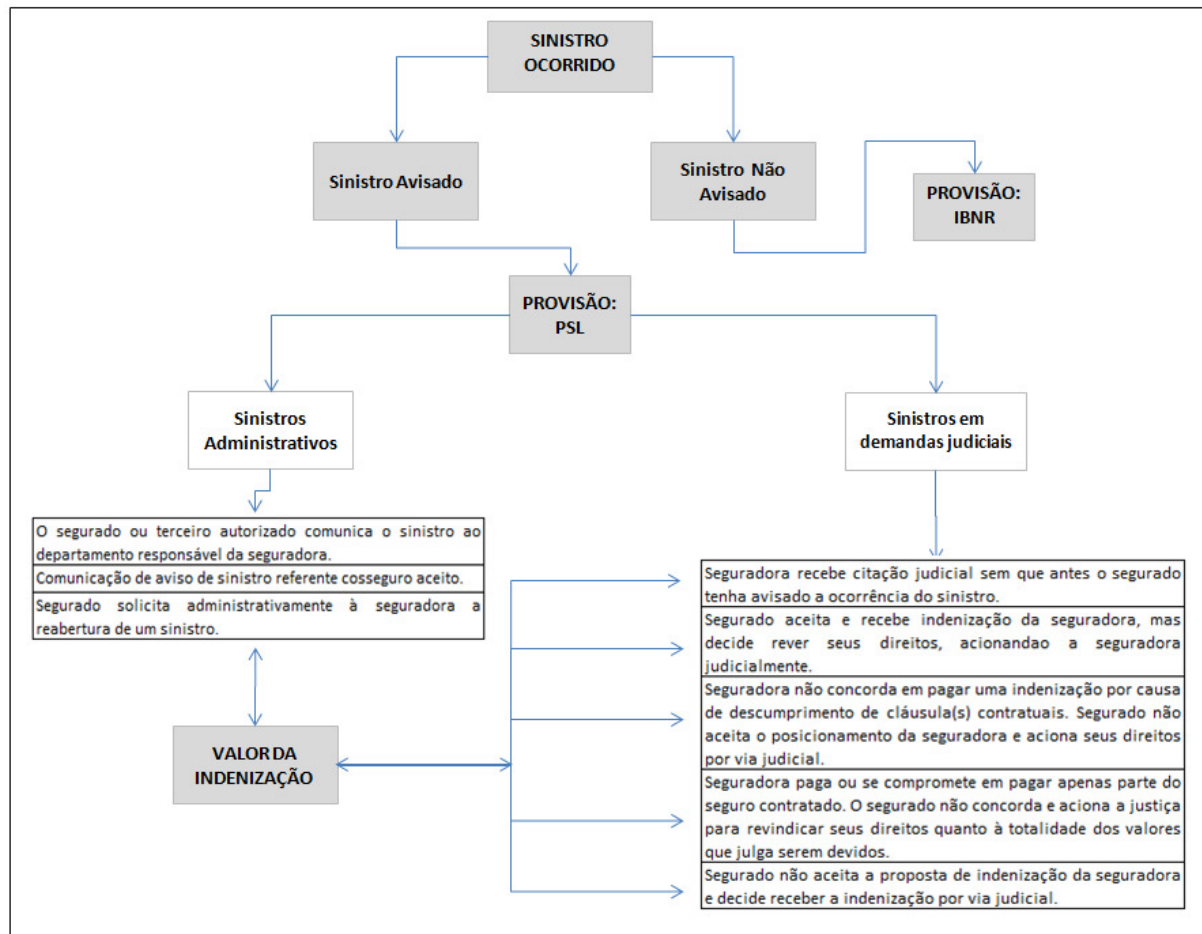 SINISTRO
OCORRIDO
Sinistro Avisado
Sinistro Não
Avisado
PROVISÃO:
IBNR
PROVISÃO:
PSL
Sinistros
Administrativos
Sinistros em
demandas judiciais
O segurado ou terceiro autorizado comunica o sinistro ao
departamento responsável da seguradora.
Comunicação de aviso de sinistro referente cosseguro aceito.
Segurado solicita administrativamente à seguradora a
reabertura de um sinistro.
VALOR DA
INDENIZAÇÃO
Seguradora recebe citação judicial sem que antes o segurado
tenha avisado a ocorrência do sinistro.
Segurado aceita e recebe indenização da seguradora, mas
decide rever seus direitos, acionandao a seguradora
judicialmente.
Seguradora não concorda em pagar uma indenização por causa
de descumprimento de cláusula(s) contratuais. Segurado não
aceita o posicionamento da seguradora e aciona seus direitos
por via judicial.
Seguradora paga ou se compromete em pagar apenas parte do
seguro contratado. O segurado não concorda e aciona a justiça
para revindicar seus direitos quanto à totalidade dos valores
que julga serem devidos.
Segurado não aceita a proposta de indenização da seguradora
e decide receber a indenização por via judicial.